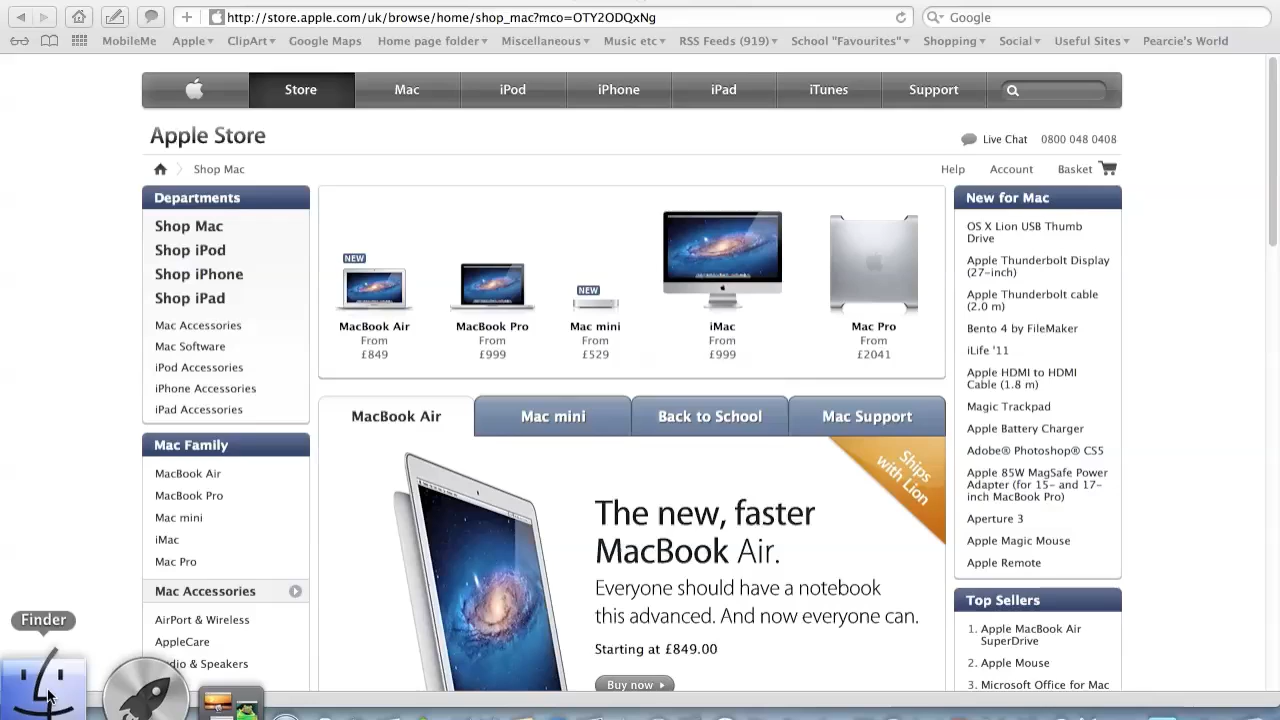 http://store.apple.com/uk/browse/home/shop_mac?mco=OTY2ODQxNg
Google
MobileMe Apple ClipArt Google Maps Home page folder Miscellaneous Music etc RSS Feeds (919) School "Favourites" Shopping Social Useful Sites Pearcie's World
Store Mac iPod iPhone iPad iTunes Support
Apple Store
Live Chat 0800 048 0408
Shop Mac
Help Account Basket
Departments
Shop Mac
Shop iPod
Shop iPhone
Shop iPad
Mac Accessories
Mac Software
iPod Accessories
iPhone Accessories
iPad Accessories
Mac Family
MacBook Air
MacBook Pro
Mac mini
iMac
Mac Pro
Mac Accessories
AirPort & Wireless
AppleCare
& Speakers
Finder
NEW
MacBook Air
From
£849
MacBook Pro
From
£999
NEW
Mac mini
From
£529
iMac
From
£999
Mac Pro
From
£2041
MacBook Air Mac mini Back to School Mac Support
Ships
with Lion
The new, faster
MacBook Air.
Everyone should have a notebook
this advanced. And now everyone can.
Starting at £849.00
Buy now
New for Mac
OS X Lion USB Thumb
Drive
Apple Thunderbolt Display
(27-inch)
Apple Thunderbolt cable
(2.0 m)
Bento 4 by FileMaker
iLife '11
Apple HDMI to HDMI
Cable (1.8 m)
Magic Trackpad
Apple Battery Charger
Adobe® Photoshop® CS5
Apple 85W MagSafe Power
Adapter (for 15- and 17-
inch MacBook Pro)
Aperture 3
Apple Magic Mouse
Apple Remote
Top Sellers
1. Apple MacBook Air
SuperDrive
2. Apple Mouse
3. Microsoft Office for Mac